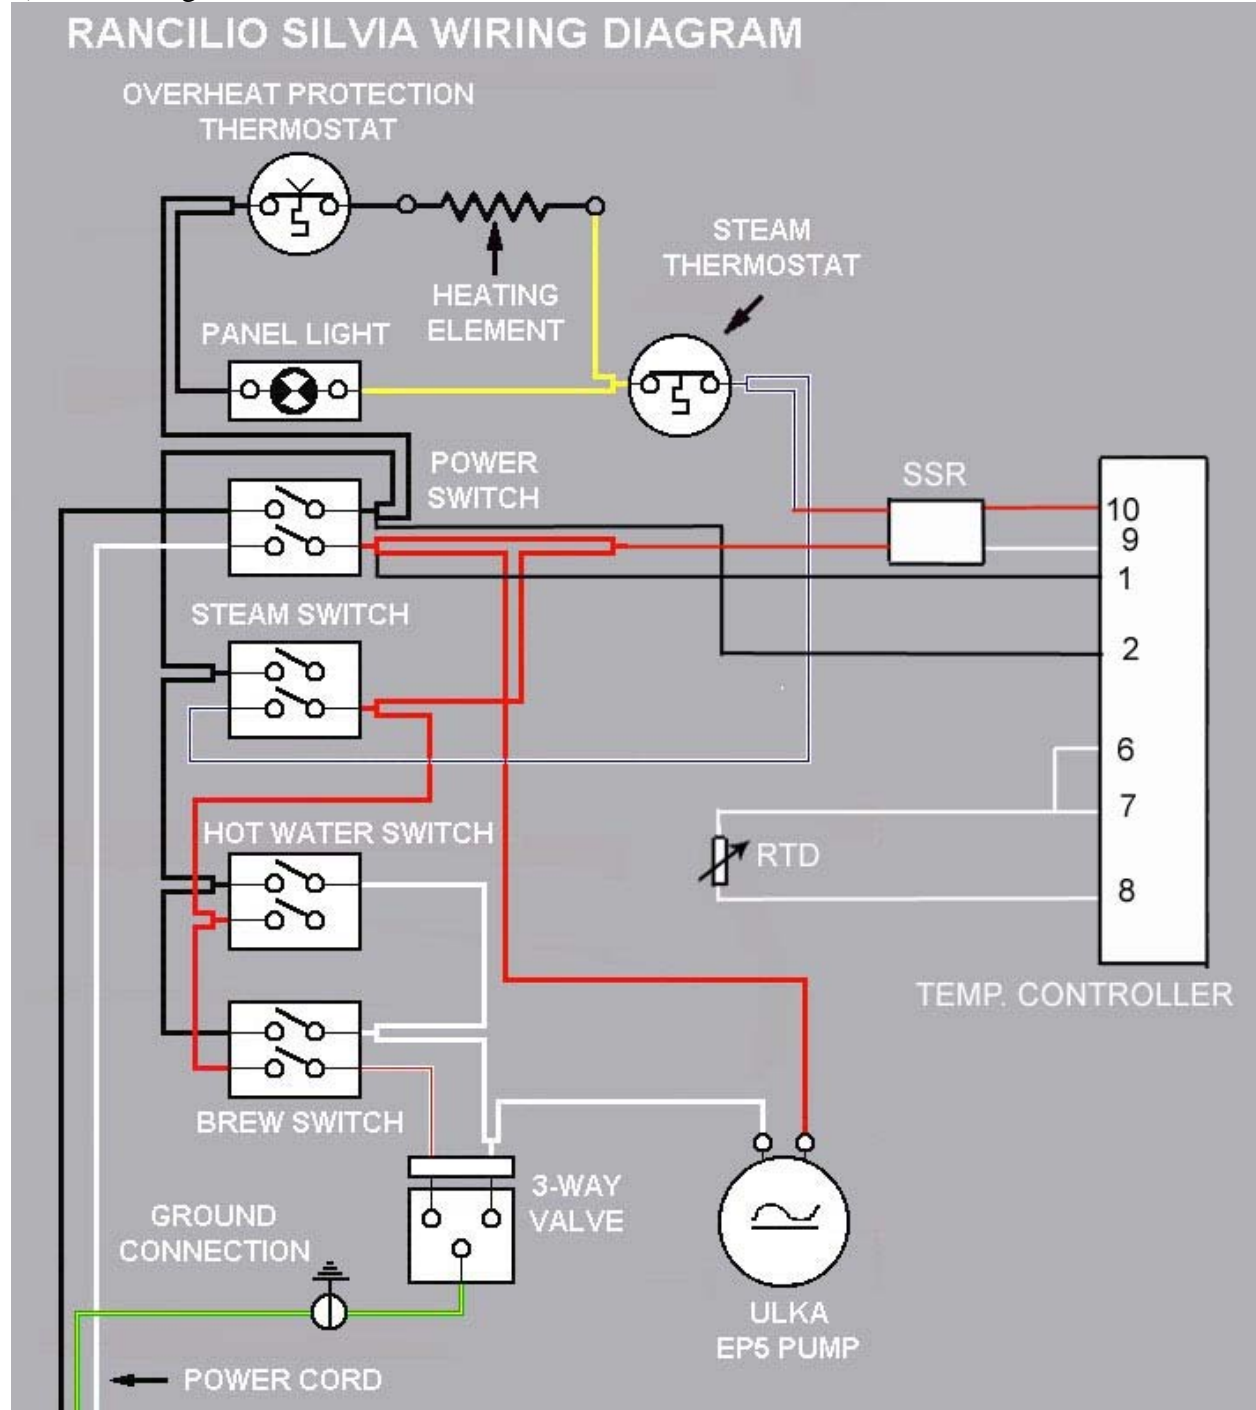 RANCILIO SILVIA WIRING DIAGRAM
OVERHEAT PROTECTION
THERMOSTAT
STEAM
THERMOSTAT
HEATING
ELEMENT
PANEL LIGHT
POWER
SWITCH
SSR
10
9
1
2
6
7
8
STEAM SWITCH
HOT WATER SWITCH
RTD
TEMP. CONTROLLER
BREW SWITCH
3-WAY
VALVE
GROUND
CONNECTION
ULKA
EP5 PUMP
POWER CORD